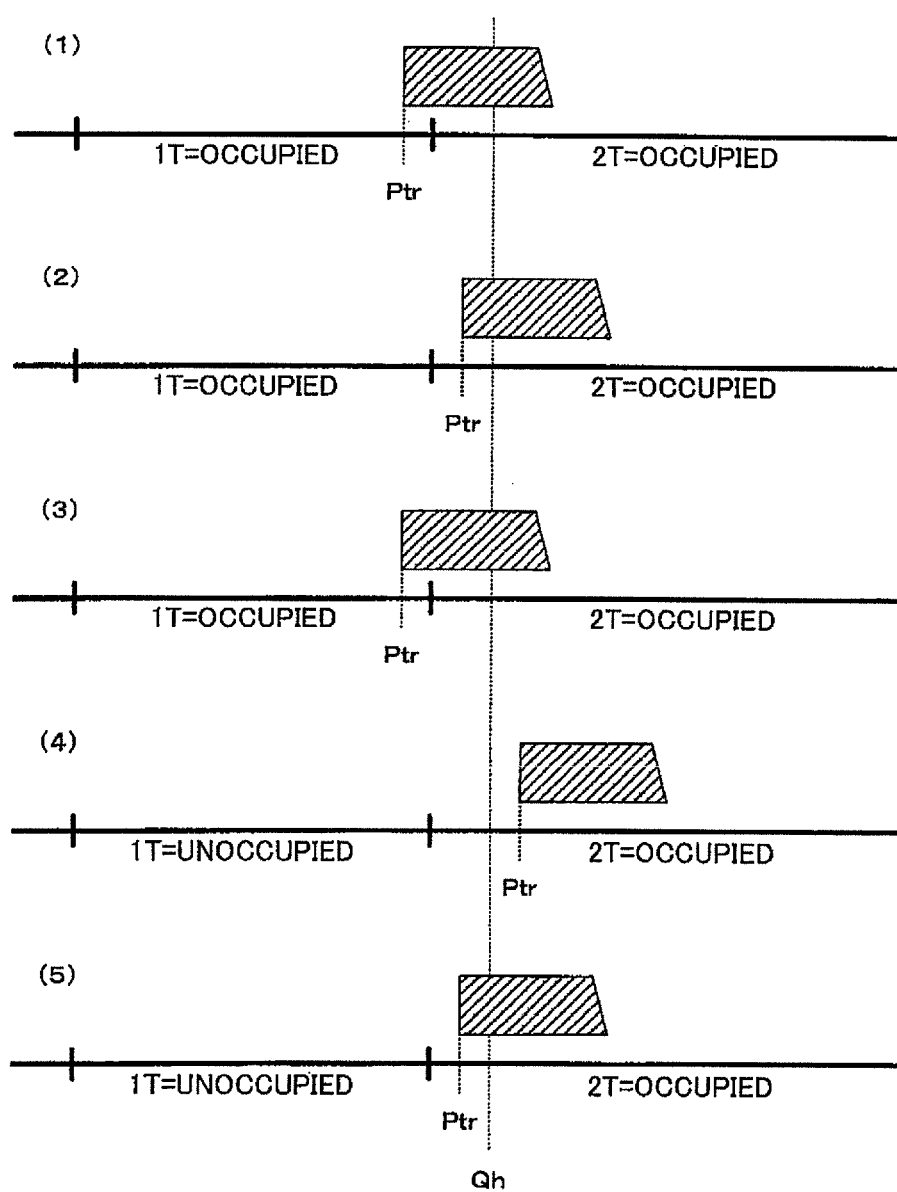 (1)
1T=OCCUPIED 2T=OCCUPIED
Ptr
(2)
1T=OCCUPIED 2T=OCCUPIED
Ptr
(3)
1T=OCCUPIED 2T=OCCUPIED
Ptr
(4)
1T=UNOCCUPIED 2T=OCCUPIED
Ptr
(5)
1T=UNOCCUPIED 2T=OCCUPIED
Ptr
Qh